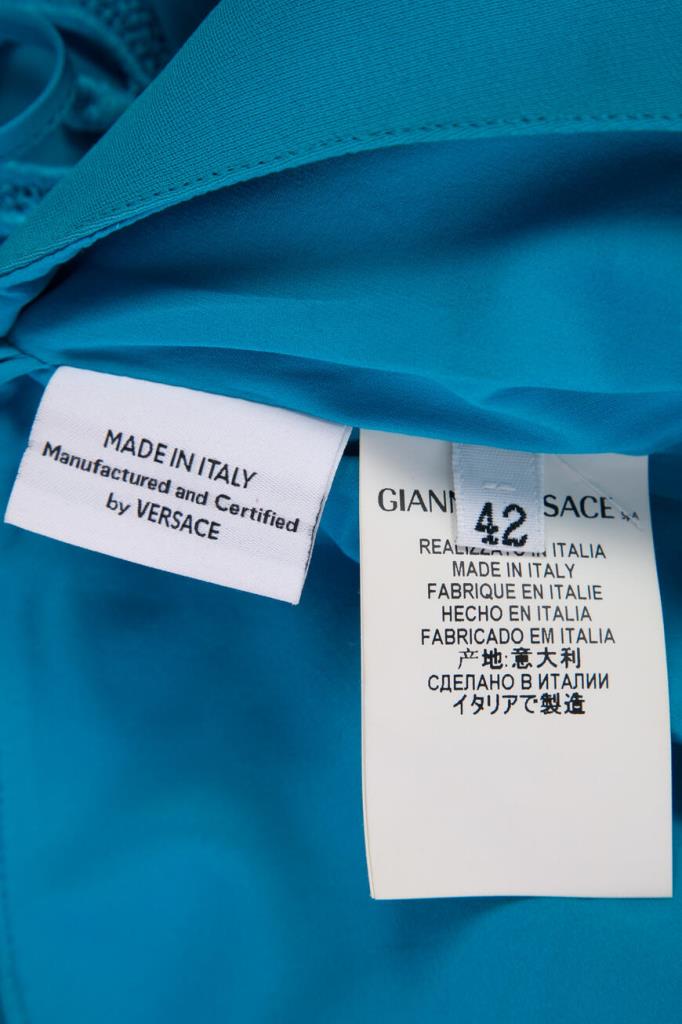 MADE IN ITALY
Manufactured and Certified
by VERSACE
42
GIANN SACE SpA
REALIZZATO IN ITALIA
MADE IN ITALY
FABRIQUE EN ITALIE
HECHO EN ITALIA
FABRICADO EM ITALIA
产地:意大利
СДЕЛАНО В ИТАЛИИ
イタリアで製造